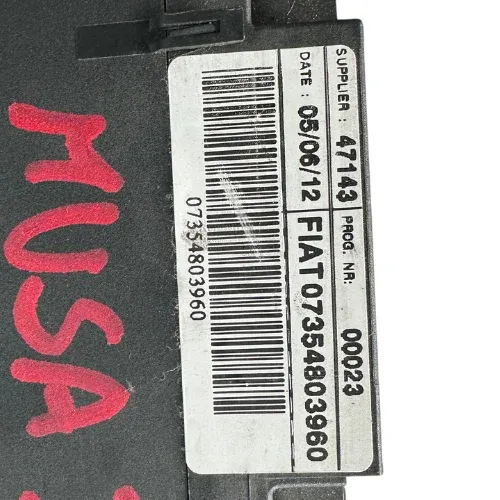 SUPPLIER : 47143 PROG. NR: 00023
DATE : 05/06/12 FIAT07354803960
07354803960
MUSA